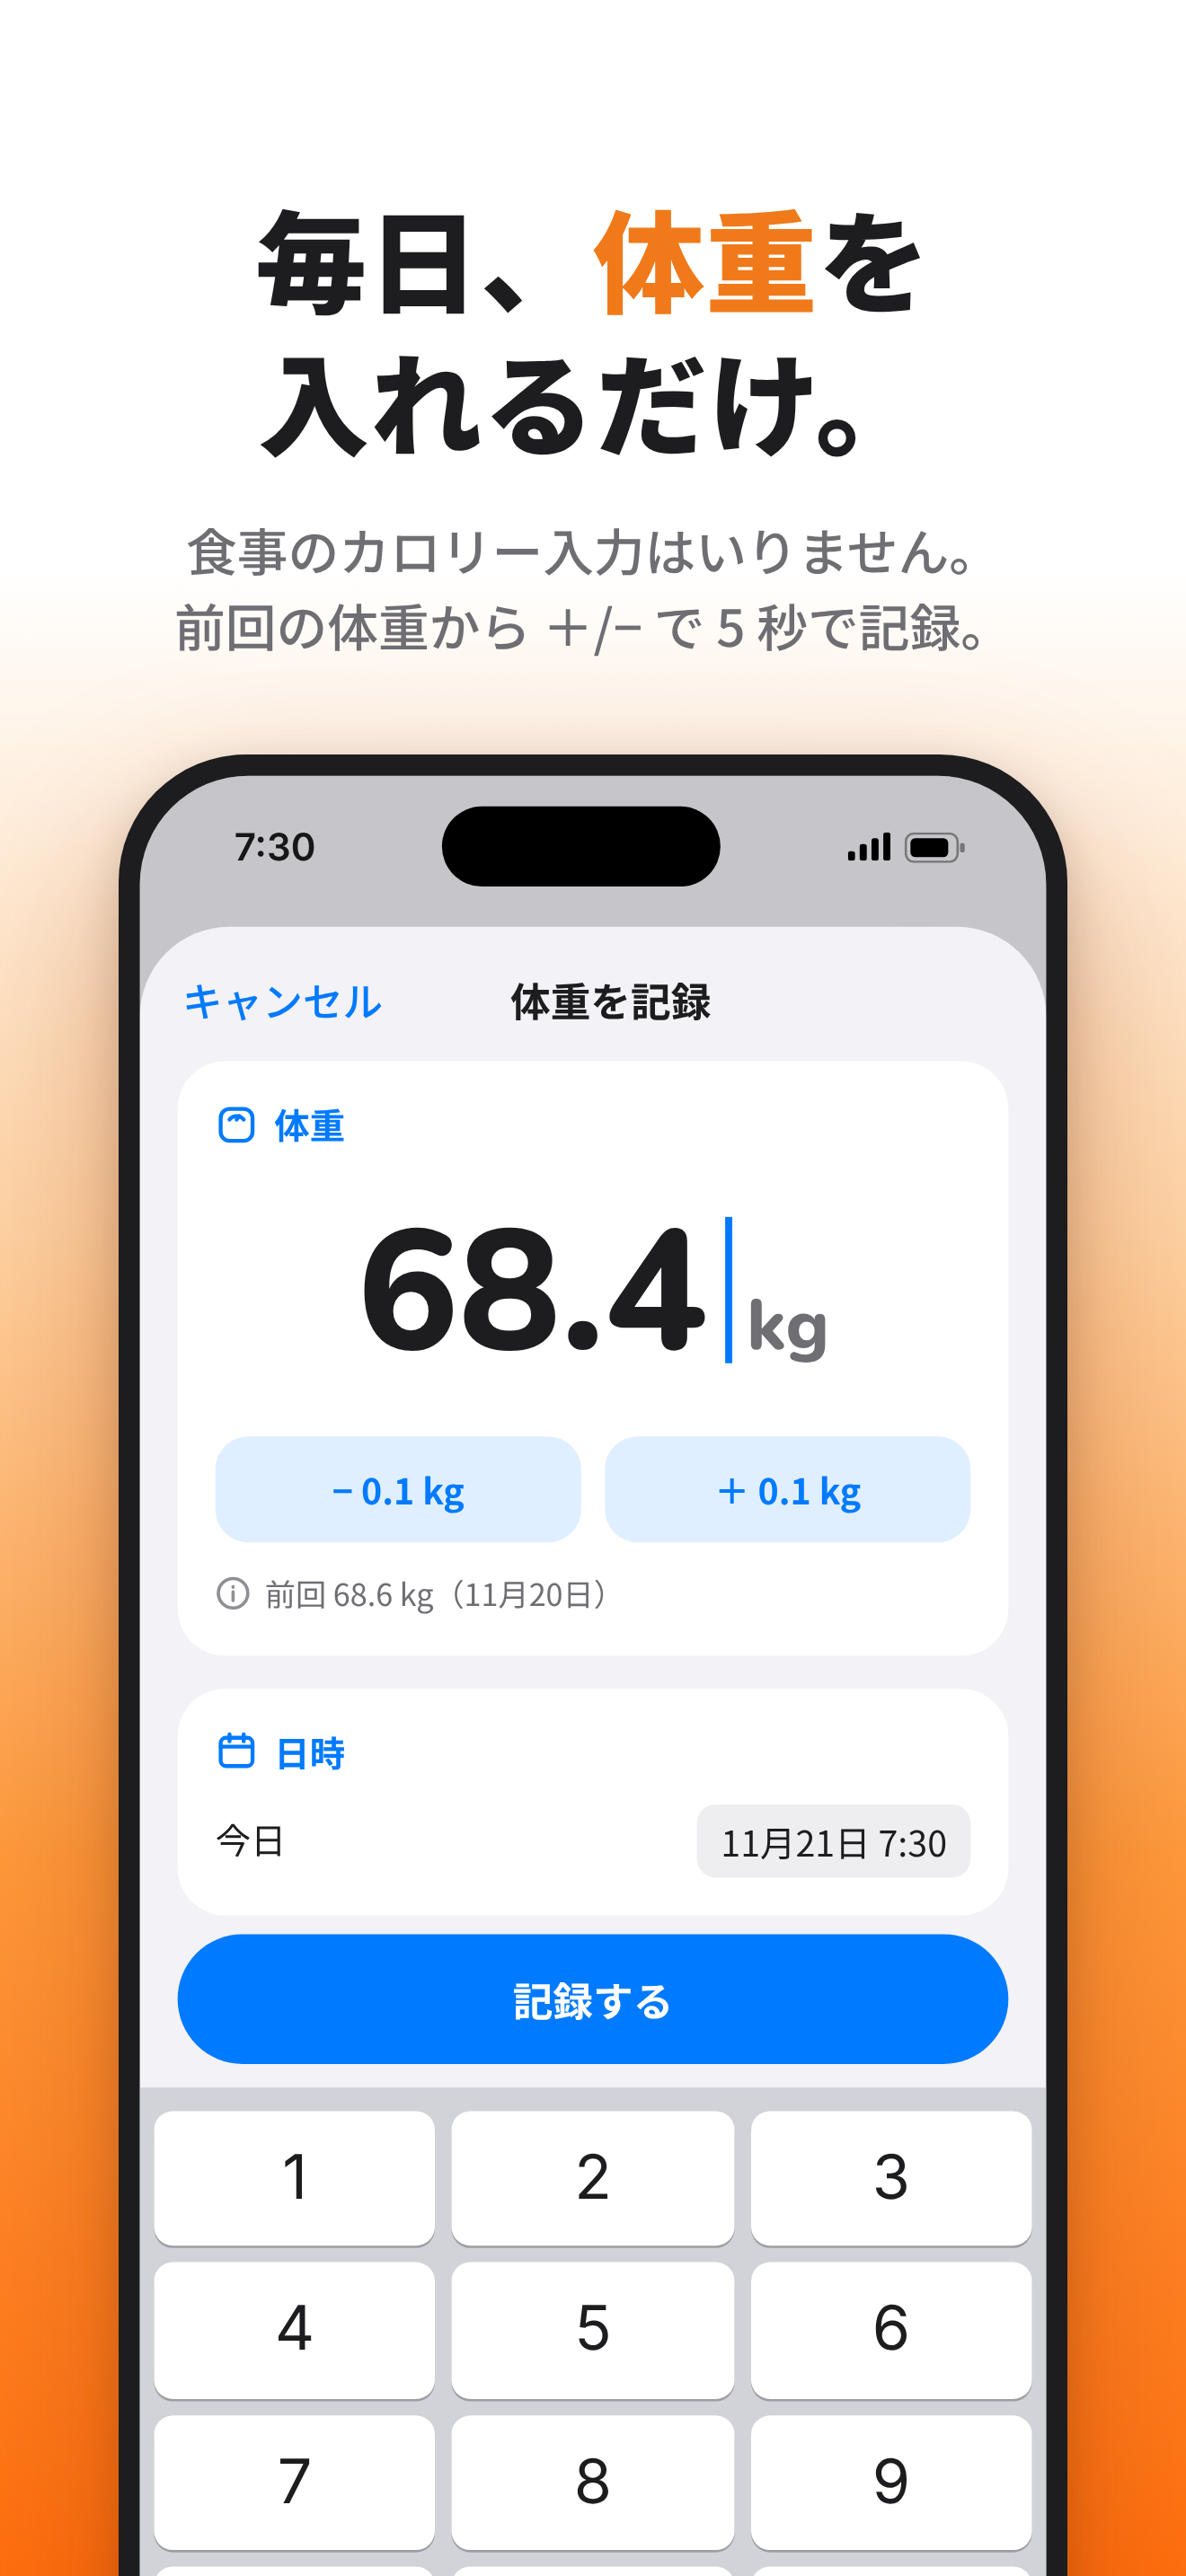 毎日、体重を
入れるだけ。
食事のカロリー入力はいりません。
前回の体重から ＋/− で 5 秒で記録。
7:30
キャンセル 体重を記録
体重
68.4 kg
− 0.1 kg ＋ 0.1 kg
前回 68.6 kg（11月20日）
日時
今日 11月21日 7:30
記録する
1 2 3
4 5 6
7 8 9